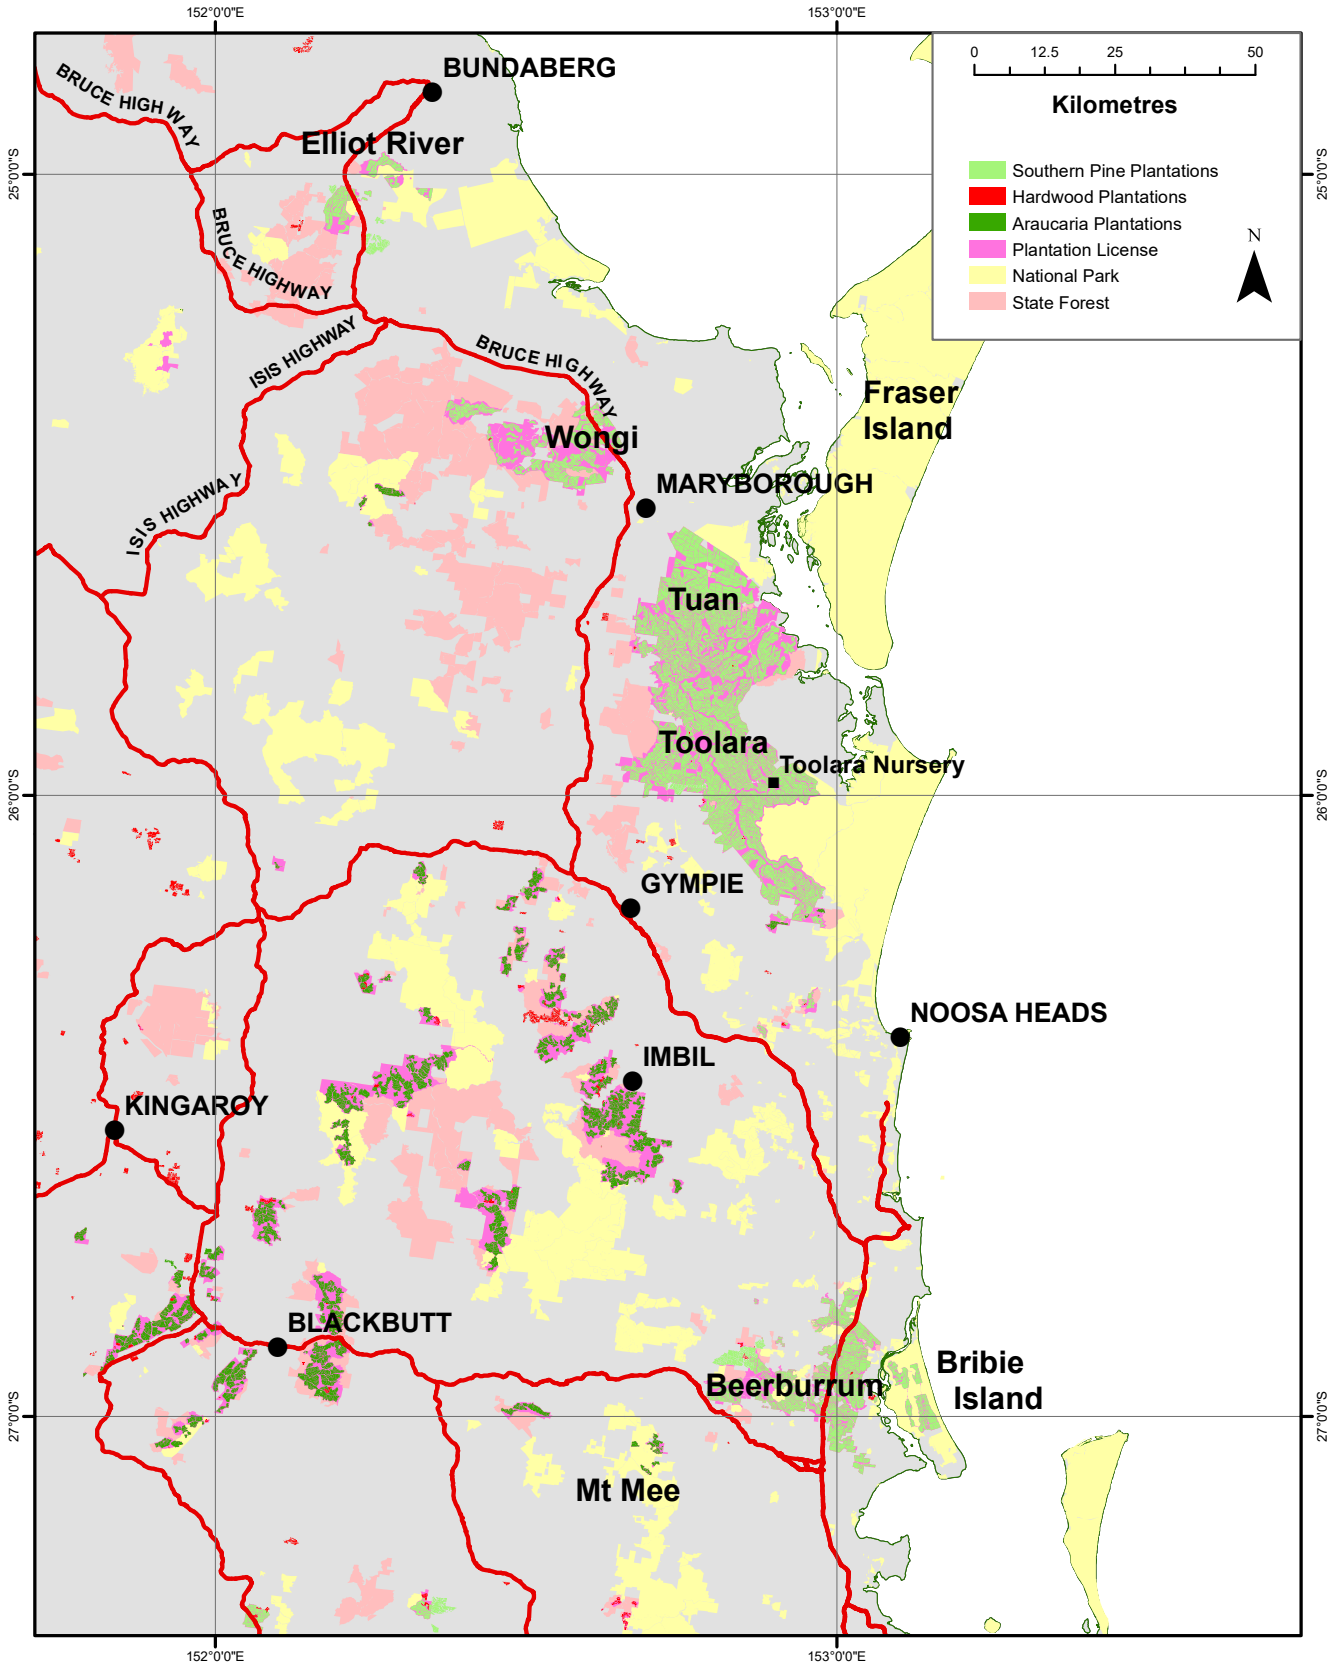 152°0'0"E
153°0'0"E
0
12.5
25
50
Kilometres
BUNDABERG
BRUCE HIGH WAY
Elliot River
25°0'0"S
25°0'0"S
Southern Pine Plantations
Hardwood Plantations
Araucaria Plantations
Plantation License
National Park
State Forest
N
BRUCE HIGHWAY
ISIS HIGHWAY
BRUCE HIGHWAY
Fraser
Island
Wongi
MARYBOROUGH
ISIS HIGHWAY
Tuan
Toolara
Toolara Nursery
26°0'0"S
26°0'0"S
GYMPIE
NOOSA HEADS
IMBIL
KINGAROY
BLACKBUTT
Bribie
Island
Beerburrum
27°0'0"S
27°0'0"S
Mt Mee
152°0'0"E
153°0'0"E